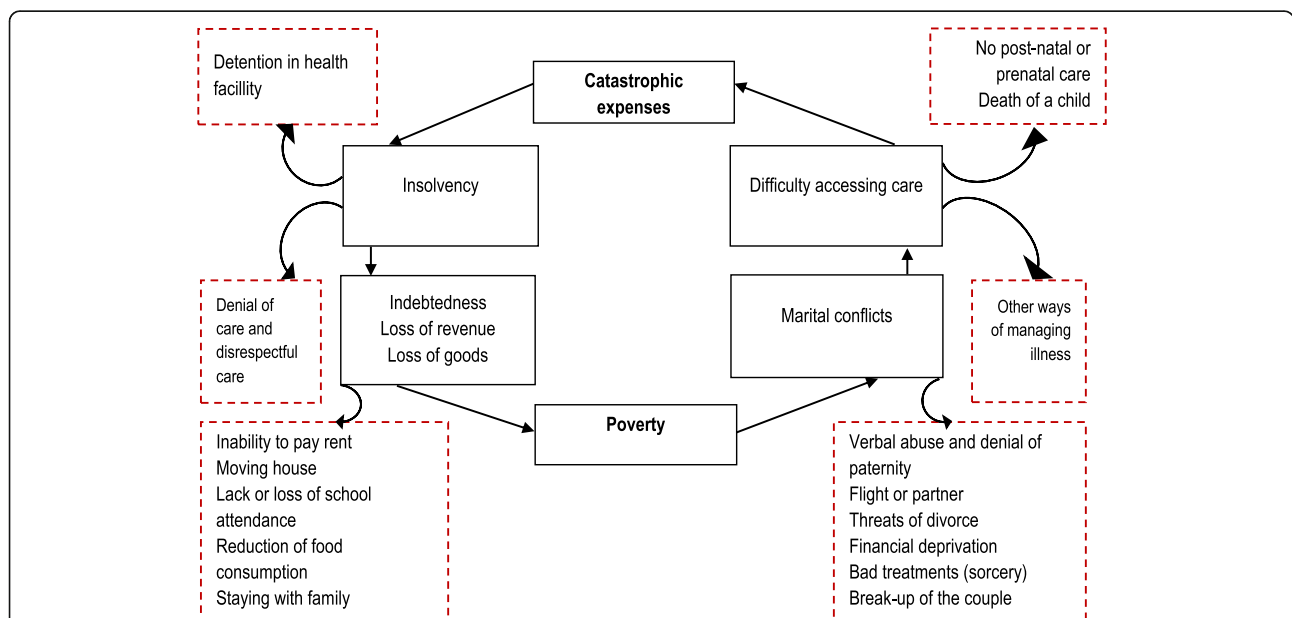 Detention in health
facillity
Catastrophic
expenses
No post-natal or
prenatal care
Death of a child
Insolvency
Difficulty accessing care
Denial of
care and
disrespectful
care
Indebtedness
Loss of revenue
Loss of goods
Marital conflicts
Other ways
of managing
illness
Poverty
Inability to pay rent
Moving house
Lack or loss of school
attendance
Reduction of food
consumption
Staying with family
Verbal abuse and denial of
paternity
Flight or partner
Threats of divorce
Financial deprivation
Bad treatments (sorcery)
Break-up of the couple